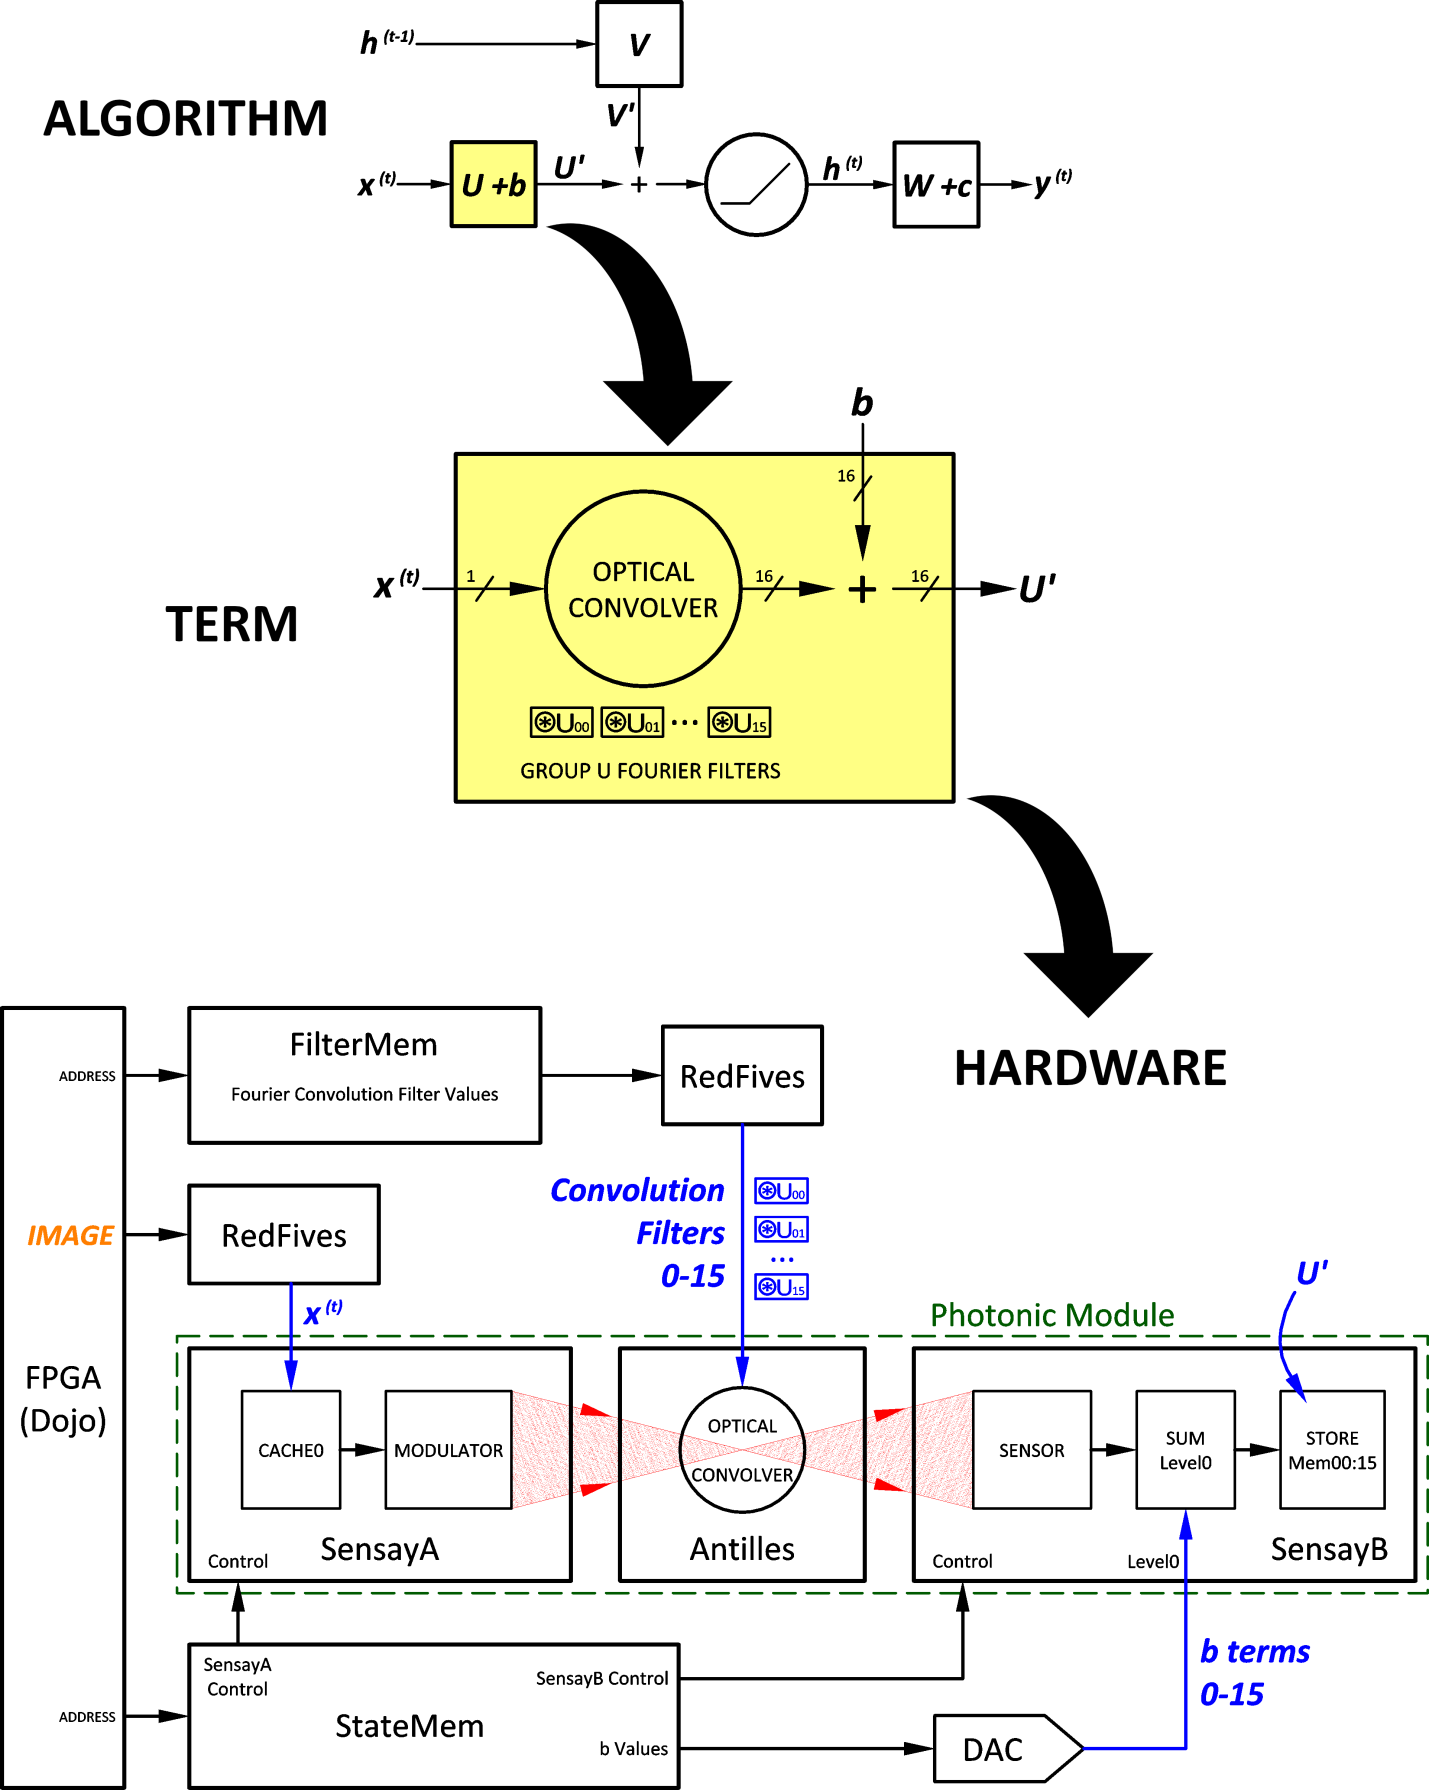 h (t-1)
V
ALGORITHM
V'
x (t)
U +b
U'
+
h (t)
W +c
y (t)
b
16
x (t)
1
OPTICAL
CONVOLVER
16
+
16
U'
TERM
⊛U00 ⊛U01 ... ⊛U15
GROUP U FOURIER FILTERS
HARDWARE
ADDRESS
FilterMem
Fourier Convolution Filter Values
RedFives
IMAGE
RedFives
Convolution
Filters
0-15
⊛U00
⊛U01
...
⊛U15
x (t)
U'
Photonic Module
FPGA
(Dojo)
CACHE0
MODULATOR
OPTICAL
CONVOLVER
SENSOR
SUM
Level0
STORE
Mem00:15
Control
SensayA
Antilles
Control
Level0
SensayB
SensayA
Control
SensayB Control
b terms
0-15
ADDRESS
StateMem
b Values
DAC